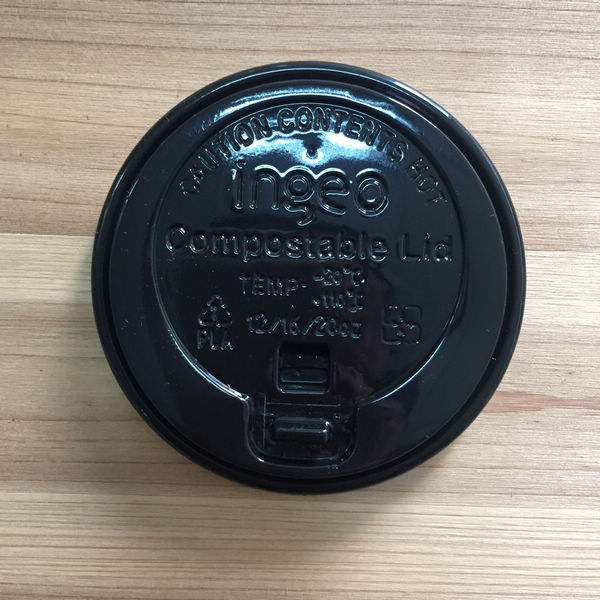 CAUTION CONTENTS HOT
ingeo
Compostable Lid
TEMP -20℃
+110℃
12/16/20oz
PLA